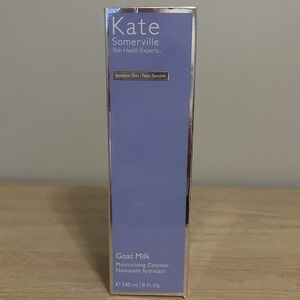 Kate
Somerville
Skin Health Experts.
Sensitive Skin / Peau Sensible
Goat Milk
Moisturizing Cleanser
Nettoyant hydratant
e 240 mL | 8 Fl. Oz.